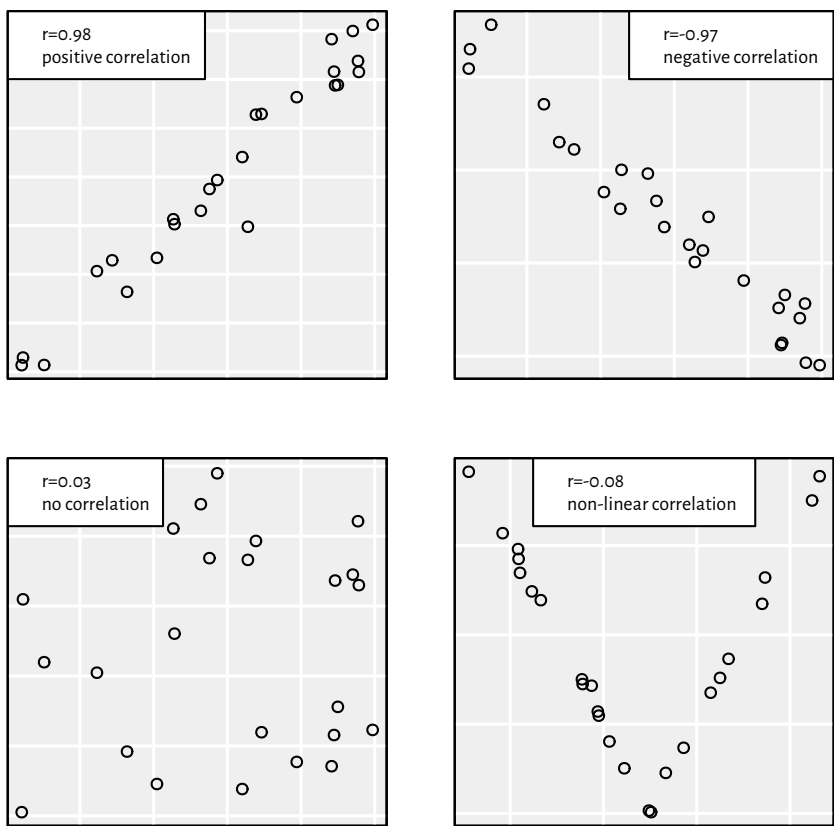 r=0.98
positive correlation
r=-0.97
negative correlation
r=0.03
no correlation
r=-0.08
non-linear correlation